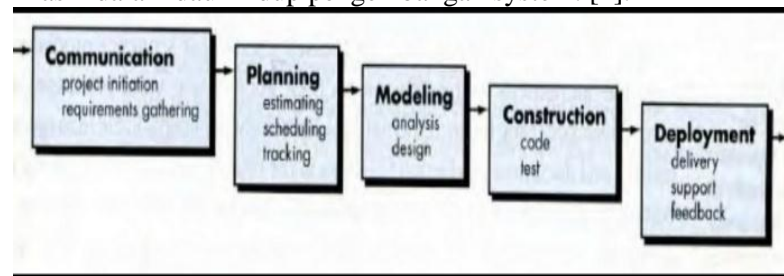 Communication
project initiation
requirements gathering
Planning
estimating
scheduling
tracking
Modeling
analysis
design
Construction
code
test
Deployment
delivery
support
feedback